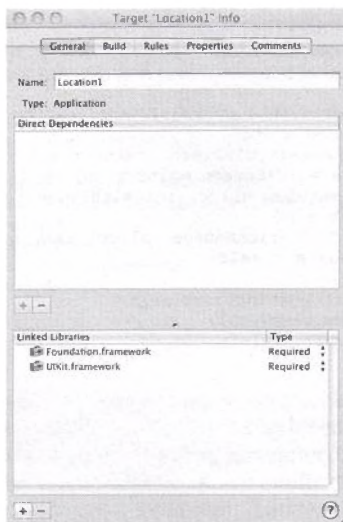 Target "Location1" Info
General Build Rules Properties Comments
Name: Location1
Type: Application
Direct Dependencies
+ −
Linked Libraries Type
Foundation.framework Required
UIKit.framework Required
+ − ?